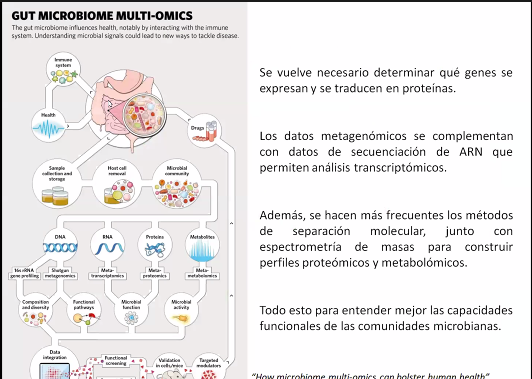 GUT MICROBIOME MULTI-OMICS
The gut microbiome influences health, notably by interacting with the immune
system. Understanding microbial signals could lead to new ways to tackle disease.
Immune
system
Health
Drugs
Sample
collection and
storage
Host cell
removal
Microbial
community
DNA
RNA
Proteins
Metabolites
16s rRNA
gene profiling
Shotgun
metagenomics
Meta-
transcriptomics
Meta-
proteomics
Meta-
metabolomics
Composition
and diversity
Functional
pathways
Microbial
function
Microbial
activity
Data
integration
Functional
screening
Validation
in cells/mice
Targeted
modulators
Se vuelve necesario determinar qué genes se
expresan y se traducen en proteínas.
Los datos metagenómicos se complementan
con datos de secuenciación de ARN que
permiten análisis transcriptómicos.
Además, se hacen más frecuentes los métodos
de separación molecular, junto con
espectrometría de masas para construir
perfiles proteómicos y metabolómicos.
Todo esto para entender mejor las capacidades
funcionales de las comunidades microbianas.
"How microbiome multi-omics can bolster human health"